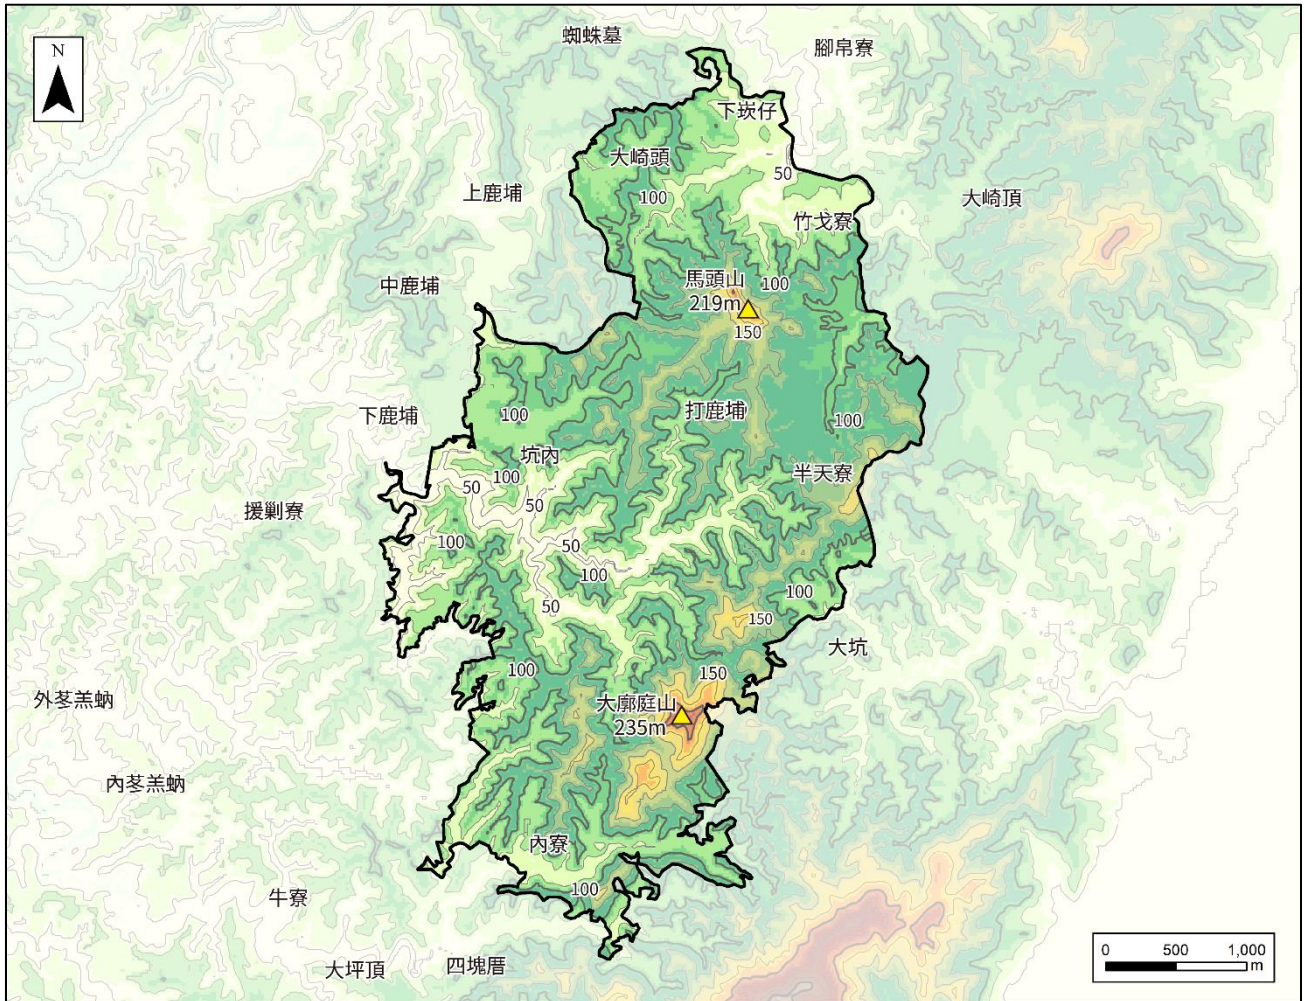 蜘蛛墓
腳帛寮
N
下崁仔
大崎頭
50
上鹿埔
100
大崎頂
竹戈寮
馬頭山
219m
100
中鹿埔
150
下鹿埔
100
打鹿埔
100
坑內
100
50
半天寮
50
援剿寮
100
50
100
50
100
150
大坑
100
150
外苳羔蚋
大廓庭山
235m
內苳羔蚋
內寮
牛寮
100
大坪頂
四塊厝
0 500 1,000
m